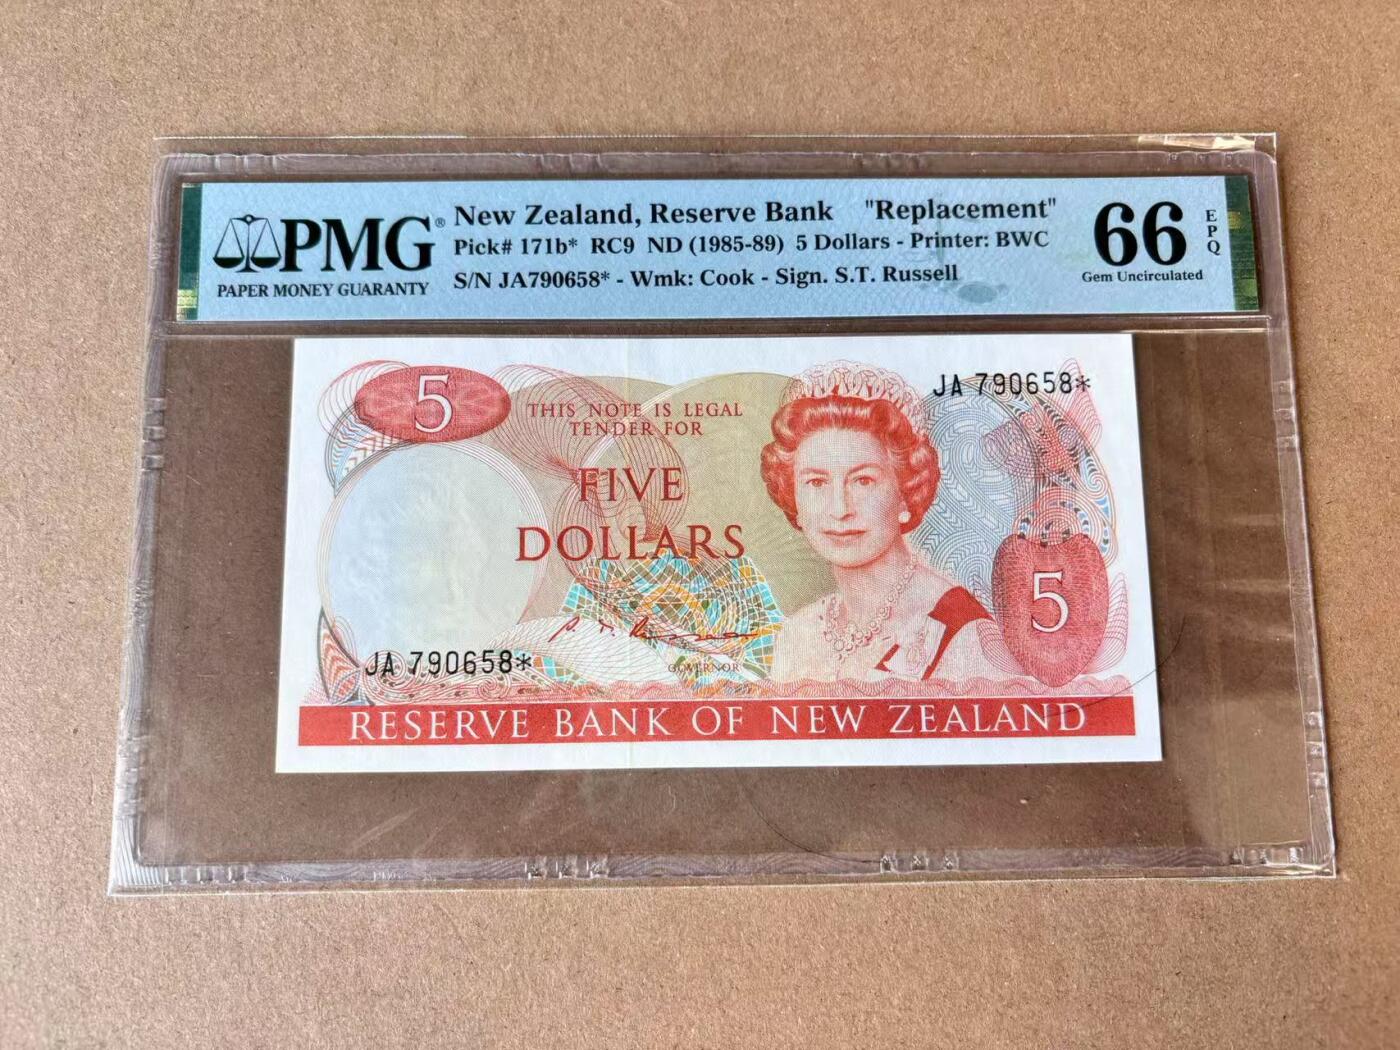 PMG®
PAPER MONEY GUARANTY
New Zealand, Reserve Bank "Replacement"
Pick# 171b* RC9 ND (1985-89) 5 Dollars - Printer: BWC
S/N JA790658* - Wmk: Cook - Sign. S.T. Russell
66
EPQ
Gem Uncirculated
5
JA 790658*
THIS NOTE IS LEGAL
TENDER FOR
FIVE
DOLLARS
5
JA 790658*
GOVERNOR
RESERVE BANK OF NEW ZEALAND